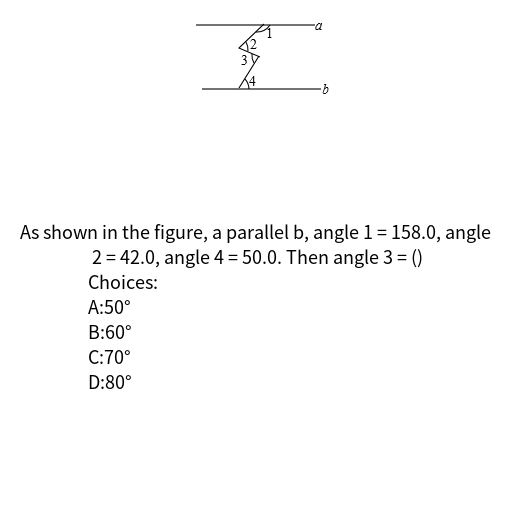 a
1
2
3
4
b
As shown in the figure, a parallel b, angle 1 = 158.0, angle
2 = 42.0, angle 4 = 50.0. Then angle 3 = ()
Choices:
A:50°
B:60°
C:70°
D:80°